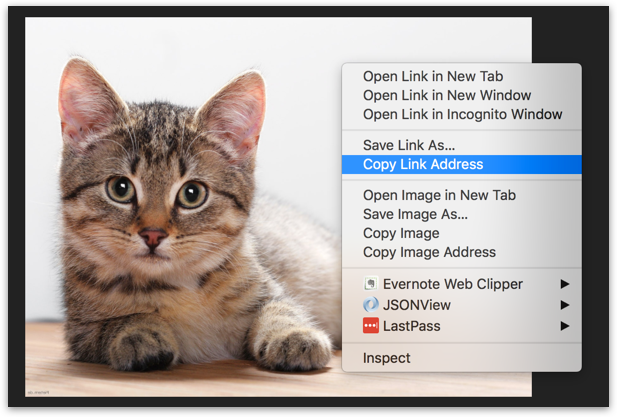 Open Link in New Tab
Open Link in New Window
Open Link in Incognito Window
Save Link As...
Copy Link Address
Open Image in New Tab
Save Image As...
Copy Image
Copy Image Address
Evernote Web Clipper
JSONView
LastPass
Inspect